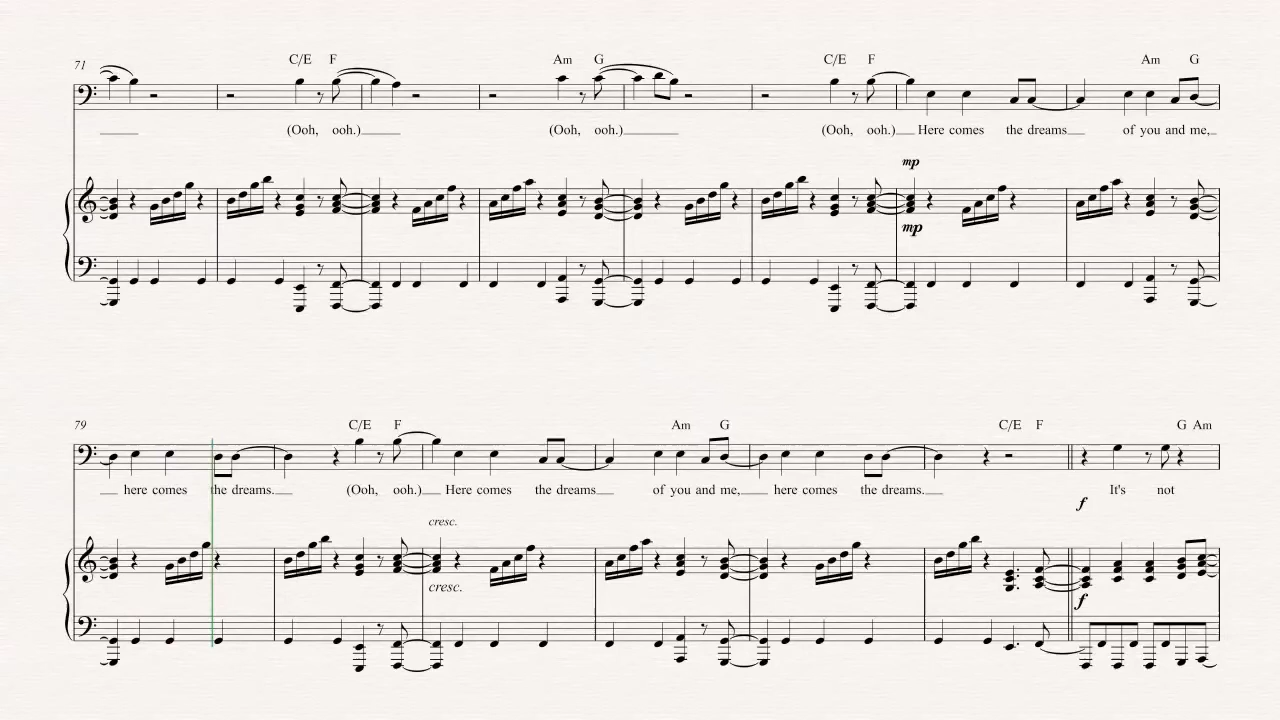 71 C/E F Am G C/E F Am G
(Ooh, ooh.) (Ooh, ooh.) (Ooh, ooh.) Here comes the dreams of you and me,
mp
mp
79 C/E F Am G C/E F G Am
here comes the dreams. (Ooh, ooh.) Here comes the dreams of you and me, here comes the dreams. It's not
f
cresc.
cresc.
f